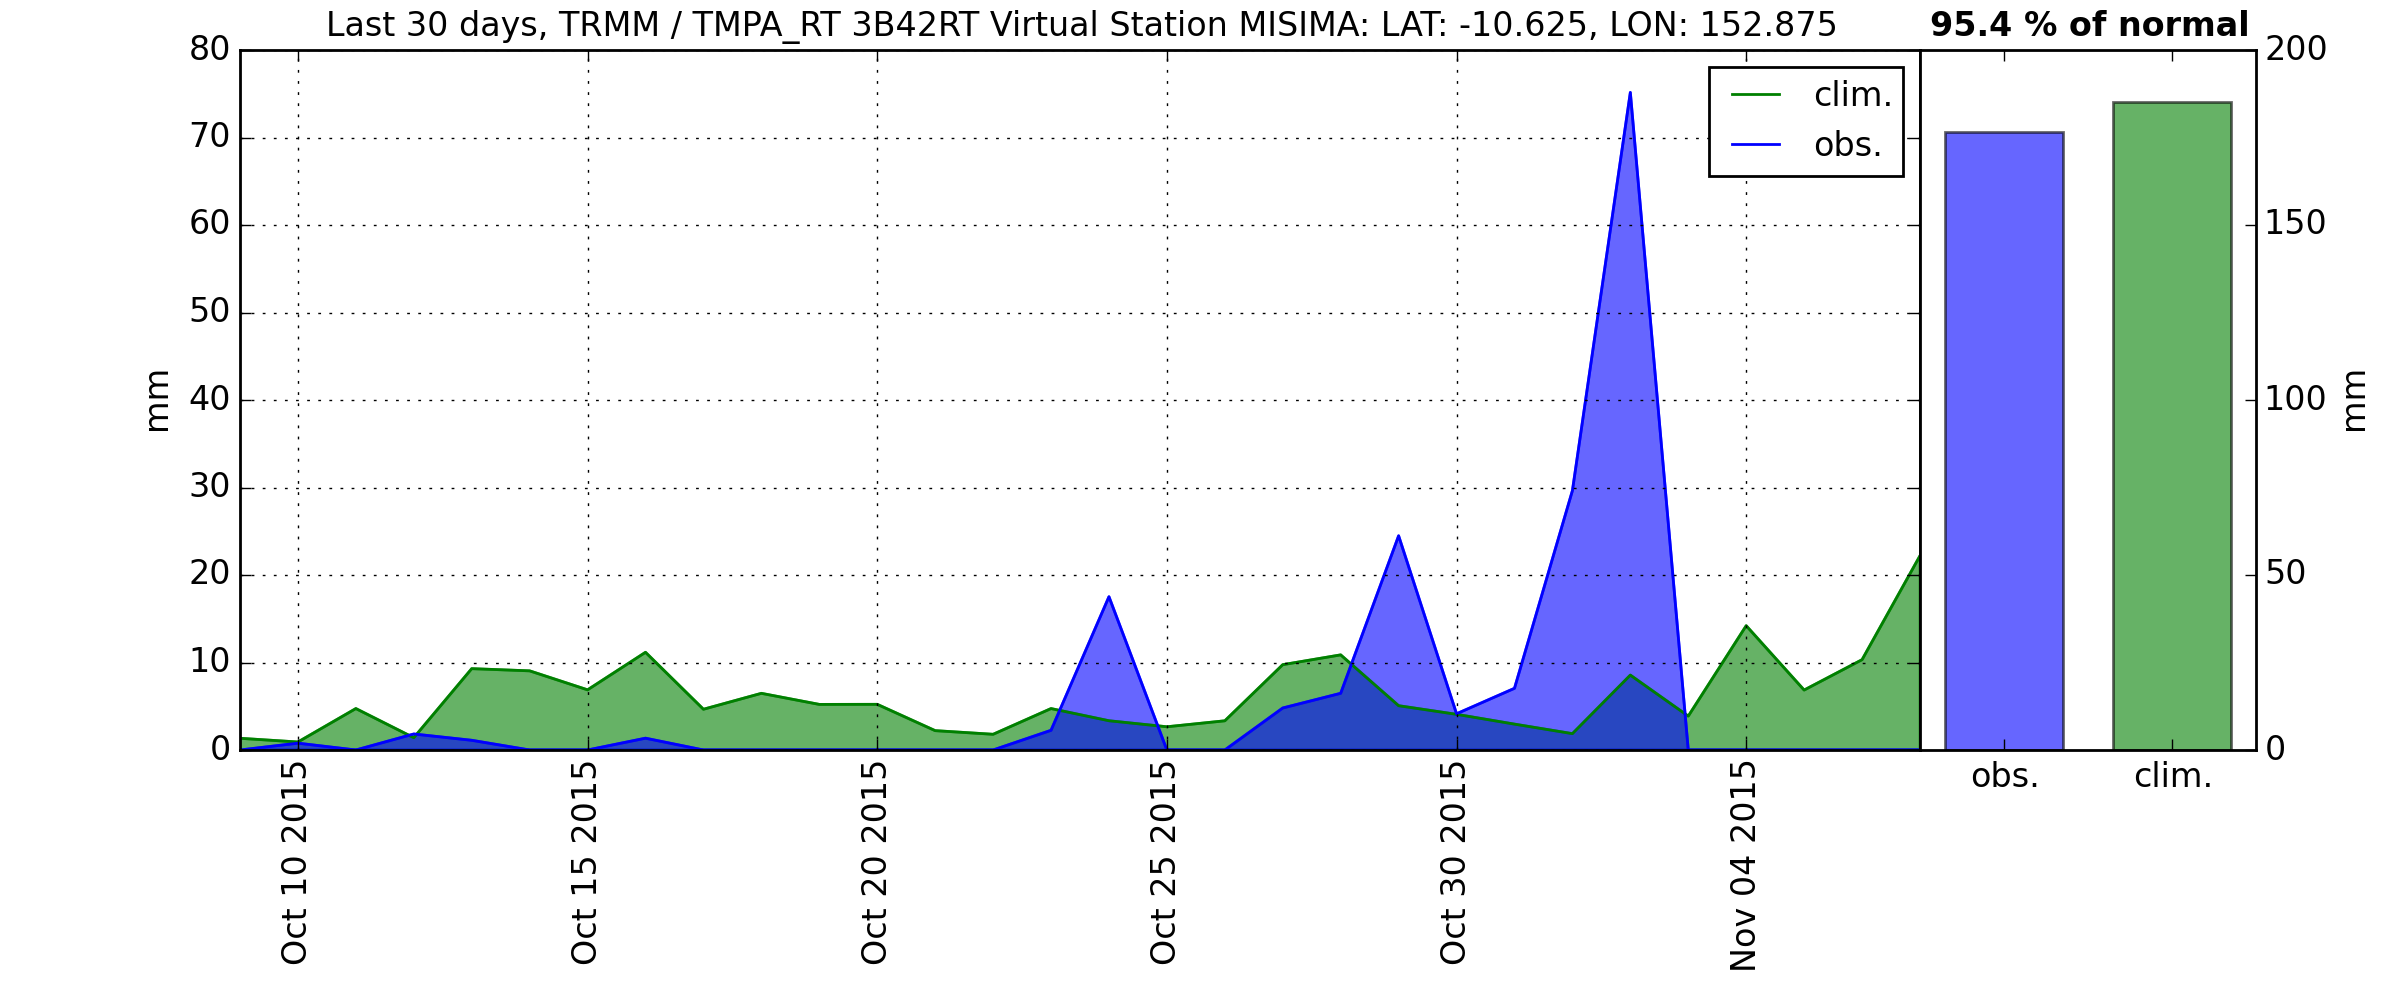 Last 30 days, TRMM / TMPA_RT 3B42RT Virtual Station MISIMA: LAT: -10.625, LON: 152.875
95.4 % of normal
80
70
60
50
40
30
20
10
0
mm
clim.
obs.
Oct 10 2015
Oct 15 2015
Oct 20 2015
Oct 25 2015
Oct 30 2015
Nov 04 2015
200
150
100
50
0
mm
obs.
clim.